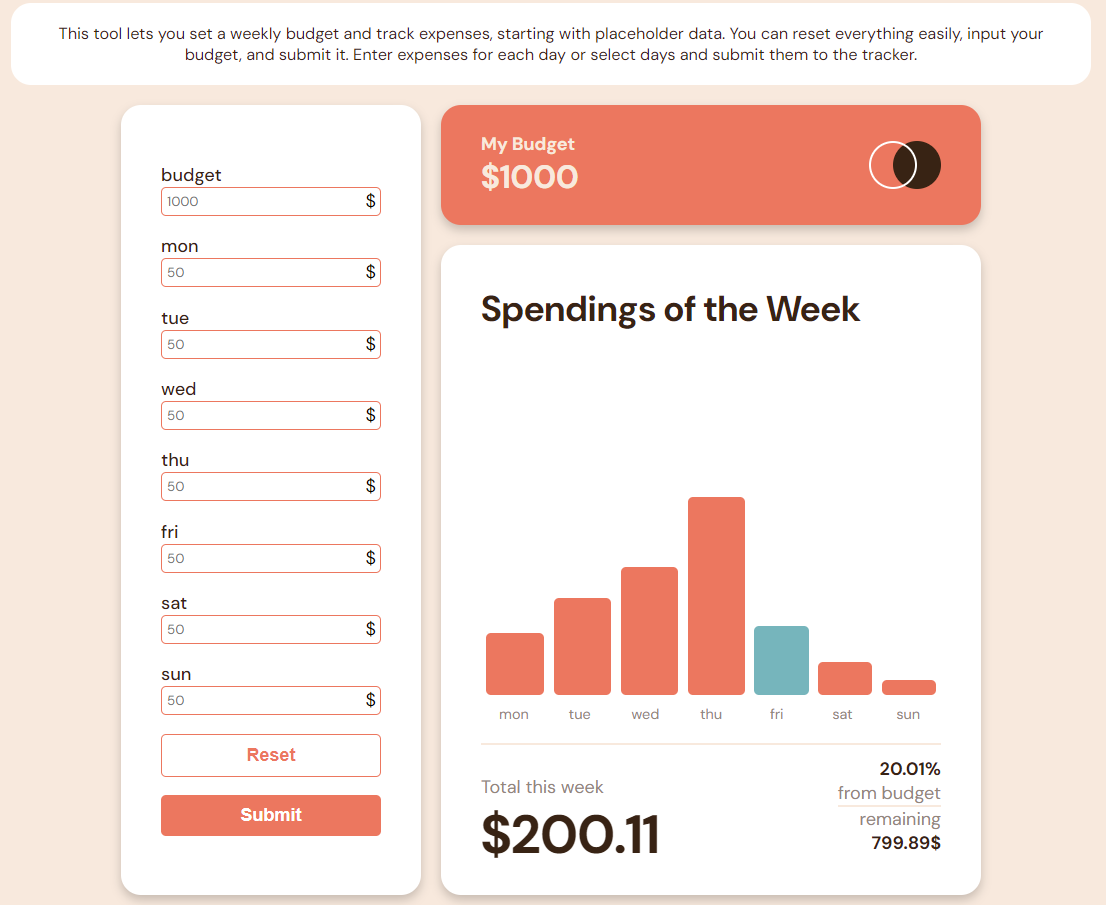 This tool lets you set a weekly budget and track expenses, starting with placeholder data. You can reset everything easily, input your
budget, and submit it. Enter expenses for each day or select days and submit them to the tracker.
budget
1000 $
mon
50 $
tue
50 $
wed
50 $
thu
50 $
fri
50 $
sat
50 $
sun
50 $
Reset
Submit
My Budget
$1000
Spendings of the Week
mon tue wed thu fri sat sun
Total this week
$200.11
20.01%
from budget
remaining
799.89$